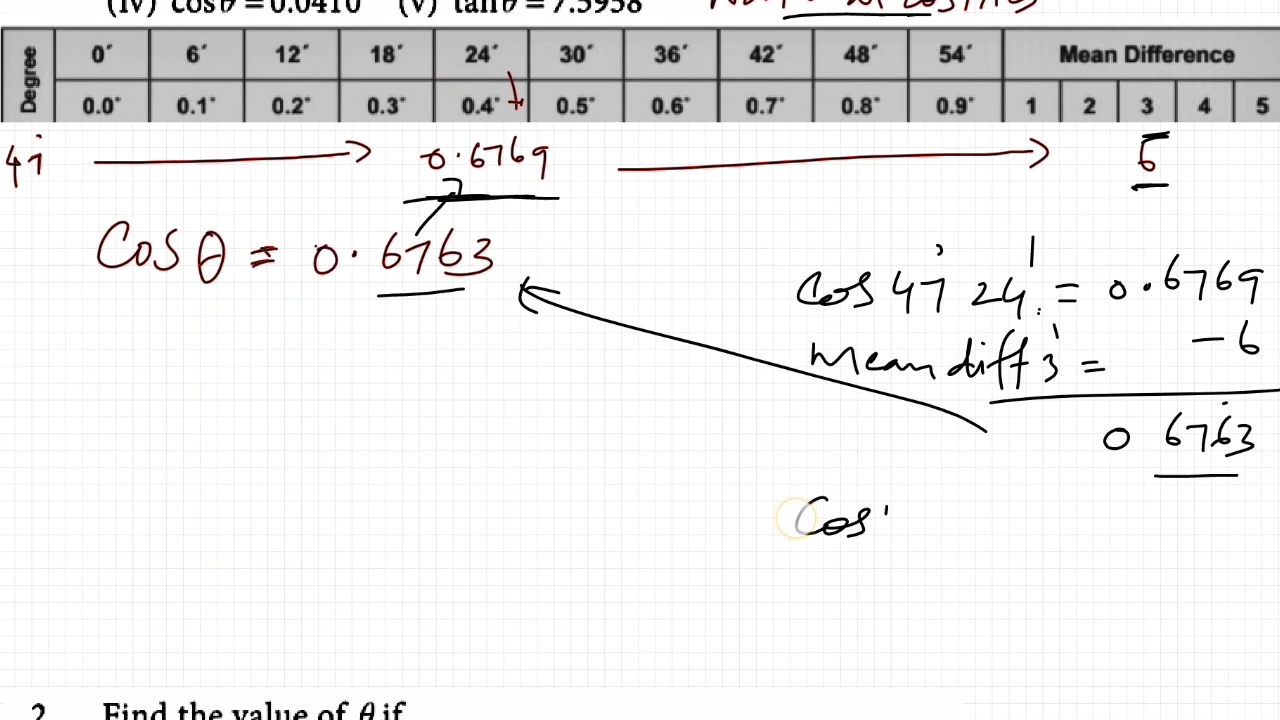 (iv) cosθ = 0.0410 (v) tanθ = 7.5958
Degree 0′ 6′ 12′ 18′ 24′ 30′ 36′ 42′ 48′ 54′ Mean Difference
0.0° 0.1° 0.2° 0.3° 0.4° 0.5° 0.6° 0.7° 0.8° 0.9° 1 2 3 4 5
47° → 0.6769 → 6
Cos θ = 0.6763
Cos 47° 24′ = 0.6769
Mean diff 3′ = - 6
0 6763
Cos
2. Find the value of θ if